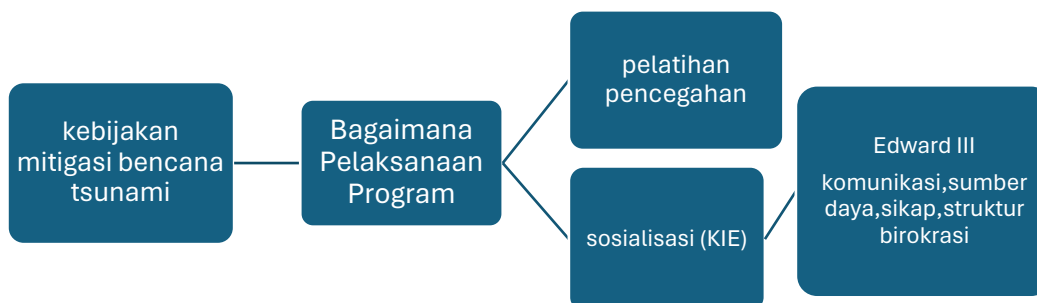 kebijakan
mitigasi bencana
tsunami
Bagaimana
Pelaksanaan
Program
pelatihan
pencegahan
sosialisasi (KIE)
Edward III
komunikasi,sumber
daya,sikap,struktur
birokrasi